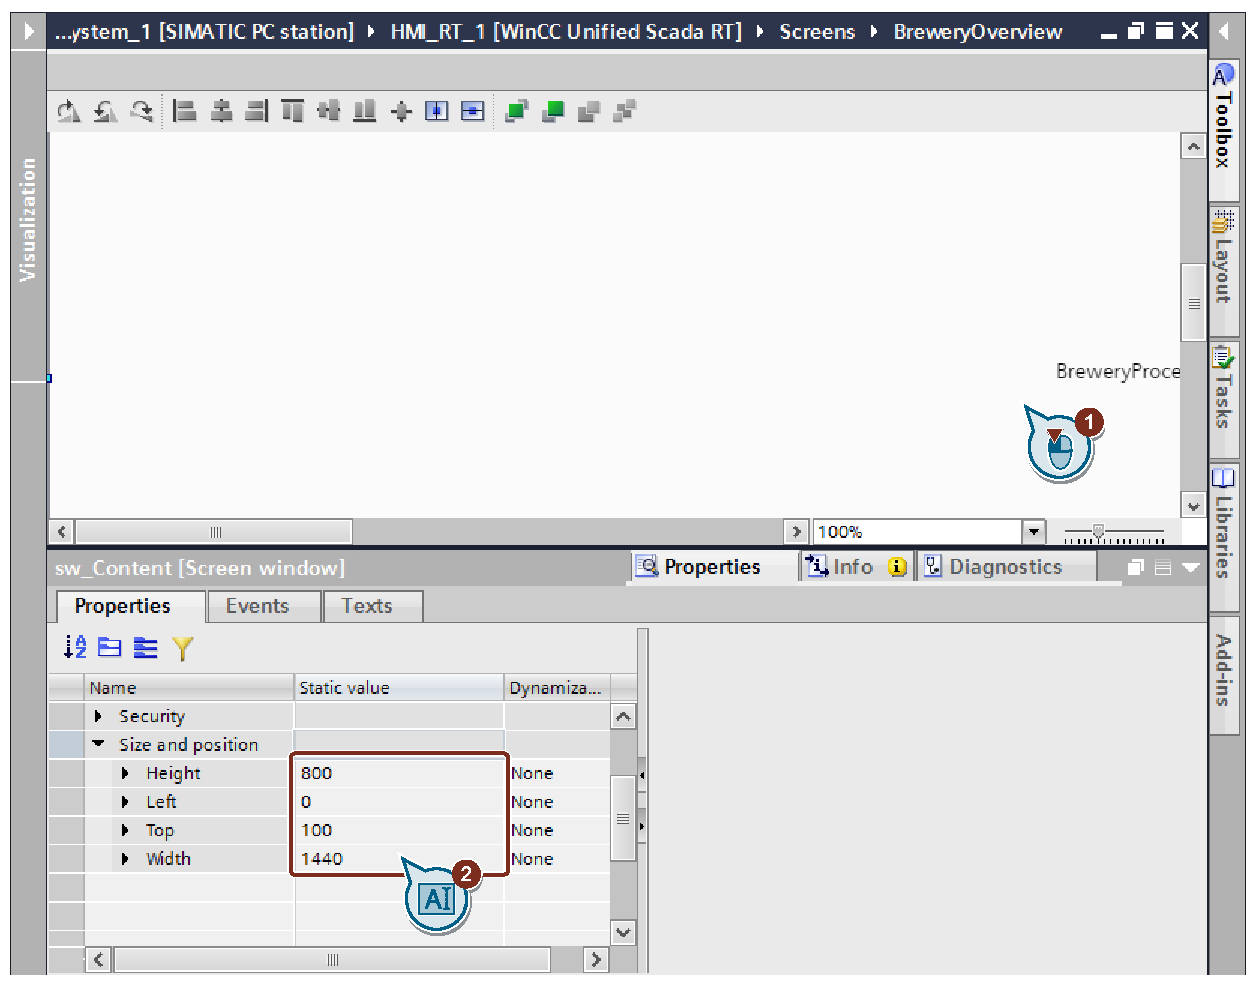 ...ystem_1 [SIMATIC PC station] HMI_RT_1 [WinCC Unified Scada RT] Screens BreweryOverview
Visualization
Toolbox
Layout
Tasks
Libraries
Add-ins
BreweryProce
1
100%
sw_Content [Screen window]
Properties Info Diagnostics
Properties Events Texts
Name Static value Dynamiza...
Security
Size and position
Height 800 None
Left 0 None
Top 100 None
Width 1440 None
2
AI